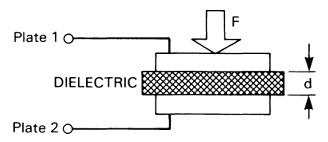 F
Plate 1
DIELECTRIC
d
Plate 2